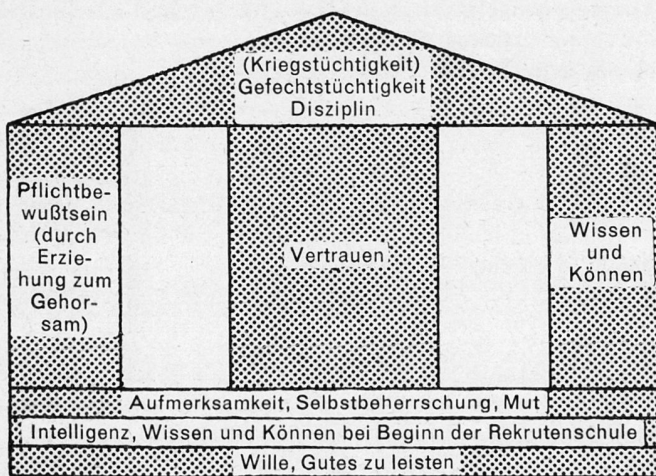 (Kriegstüchtigkeit)
Gefechtstüchtigkeit
Disziplin
Pflichtbe-
wußtsein
(durch
Erzie-
hung zum
Gehor-
sam)
Vertrauen
Wissen
und
Können
Aufmerksamkeit, Selbstbeherrschung, Mut
Intelligenz, Wissen und Können bei Beginn der Rekrutenschule
Wille, Gutes zu leisten